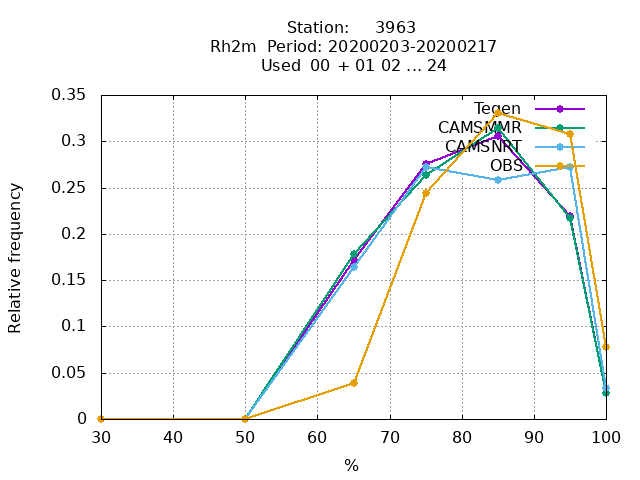 Station: 3963
Rh2m Period: 20200203-20200217
Used 00 + 01 02 ... 24
0.35
0.3
0.25
0.2
0.15
0.1
0.05
0
Relative frequency
Tegen
CAMSMMR
CAMSNRT
OBS
30 40 50 60 70 80 90 100
%